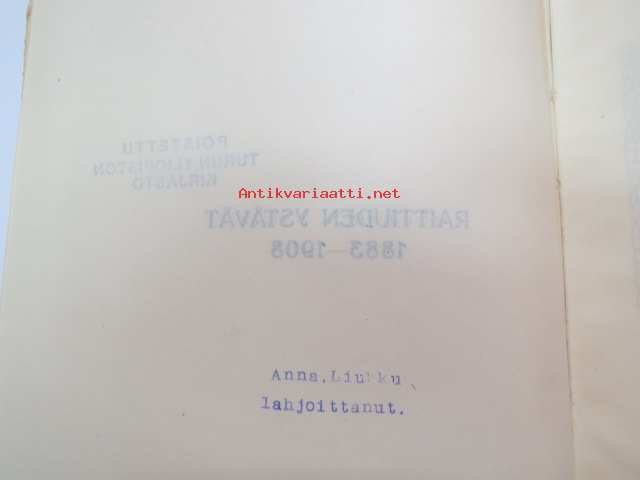 POISTETTU
TURUN YLIOPISTON
KIRJASTO
Antikvariaatti.net
RAITTIUDEN YSTÄVÄT
1883—1908
Anna.
lahjoittanut.